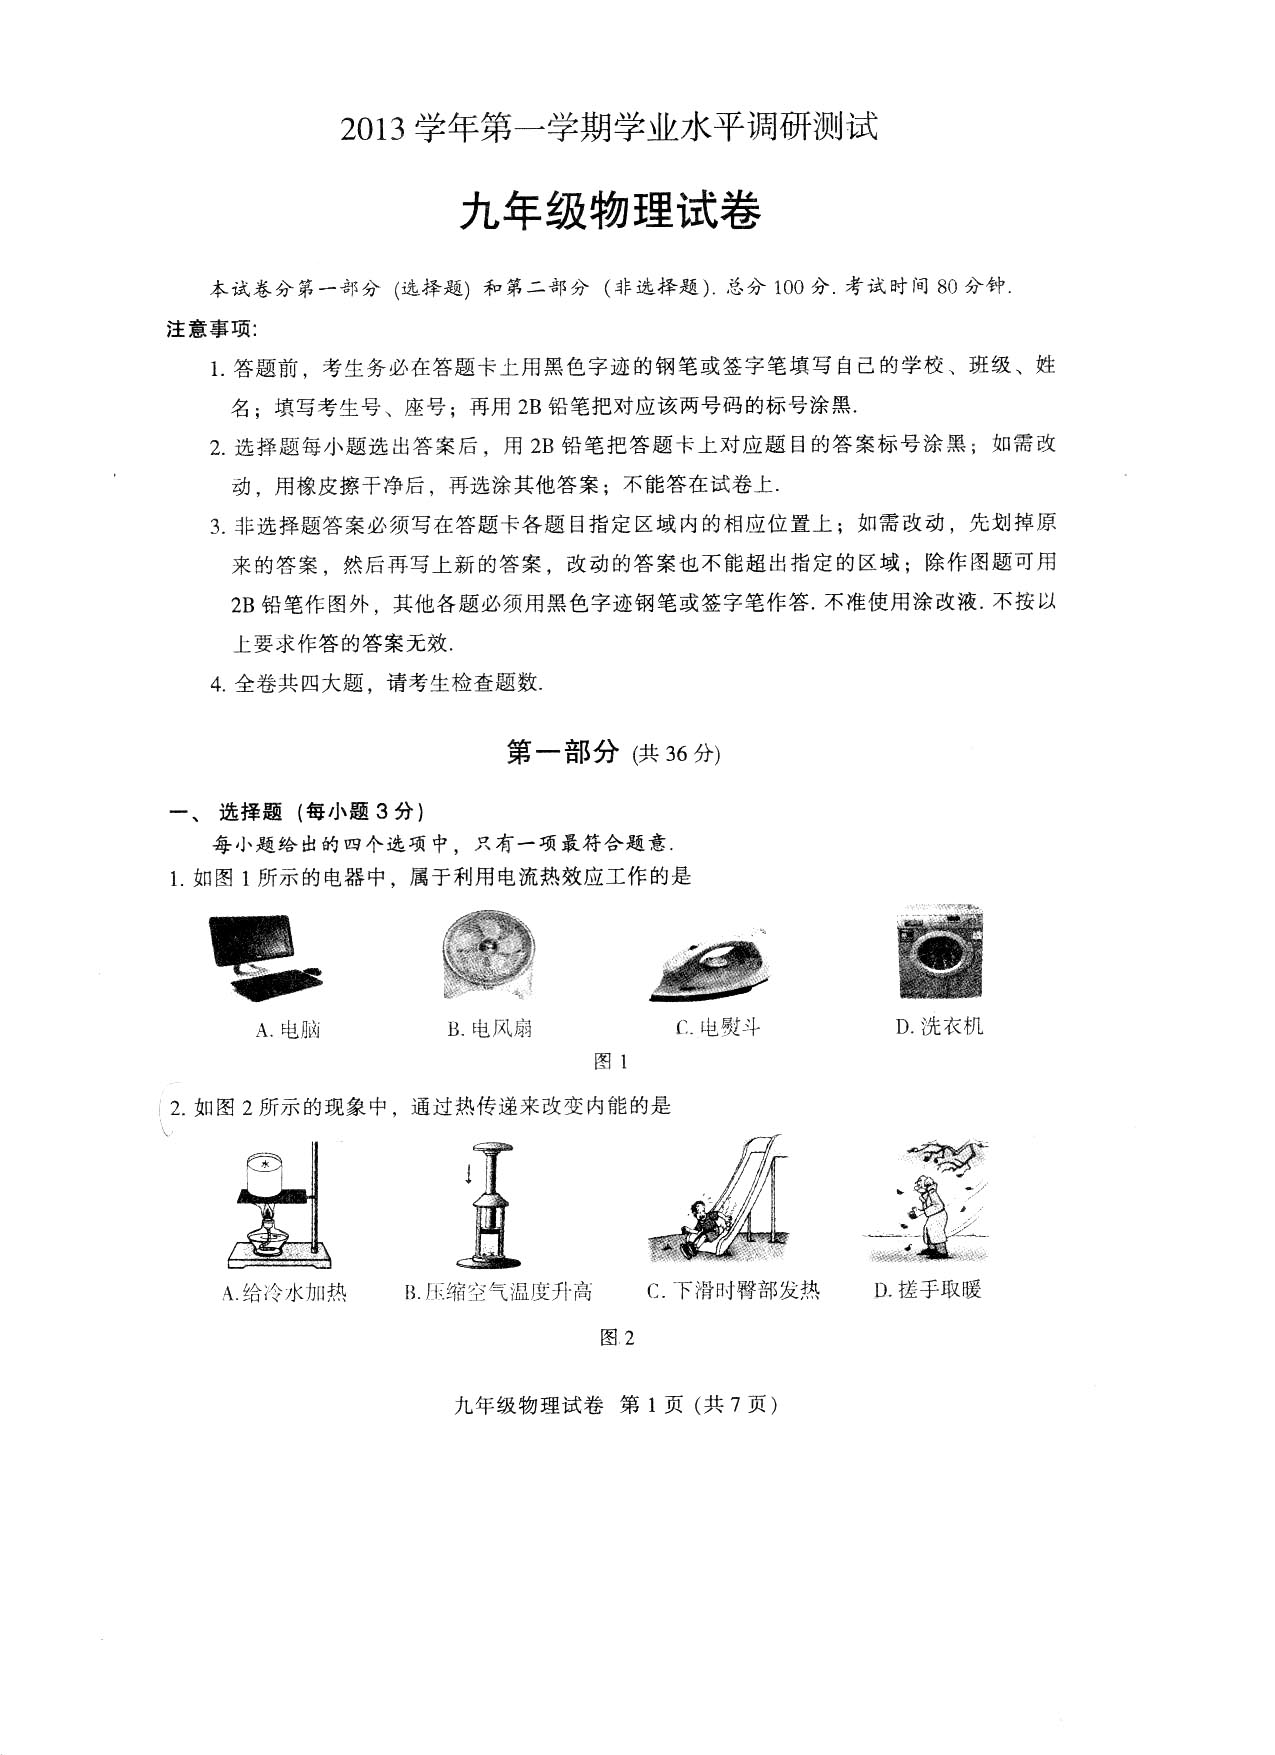 2013 学年第一学期学业水平调研测试
九年级物理试卷
本试卷分第一部分 (选择题) 和第二部分 (非选择题). 总分 100 分. 考试时间 80 分钟.
注意事项:
1. 答题前，考生务必在答题卡上用黑色字迹的钢笔或签字笔填写自己的学校、班级、姓
名；填写考生号、座号；再用 2B 铅笔把对应该两号码的标号涂黑.
2. 选择题每小题选出答案后，用 2B 铅笔把答题卡上对应题目的答案标号涂黑；如需改
动，用橡皮擦干净后，再选涂其他答案；不能答在试卷上.
3. 非选择题答案必须写在答题卡各题目指定区域内的相应位置上；如需改动，先划掉原
来的答案，然后再写上新的答案，改动的答案也不能超出指定的区域；除作图题可用
2B 铅笔作图外，其他各题必须用黑色字迹钢笔或签字笔作答. 不准使用涂改液. 不按以
上要求作答的答案无效.
4. 全卷共四大题，请考生检查题数.
第一部分 (共 36 分)
一、 选择题 (每小题 3 分)
每小题给出的四个选项中，只有一项最符合题意.
1. 如图 1 所示的电器中，属于利用电流热效应工作的是
A. 电脑 B. 电风扇 C. 电熨斗 D. 洗衣机
图 1
2. 如图 2 所示的现象中，通过热传递来改变内能的是
水
A.给冷水加热 B.压缩空气温度升高 C. 下滑时臀部发热 D. 搓手取暖
图 2
九年级物理试卷 第 1 页 (共 7 页)